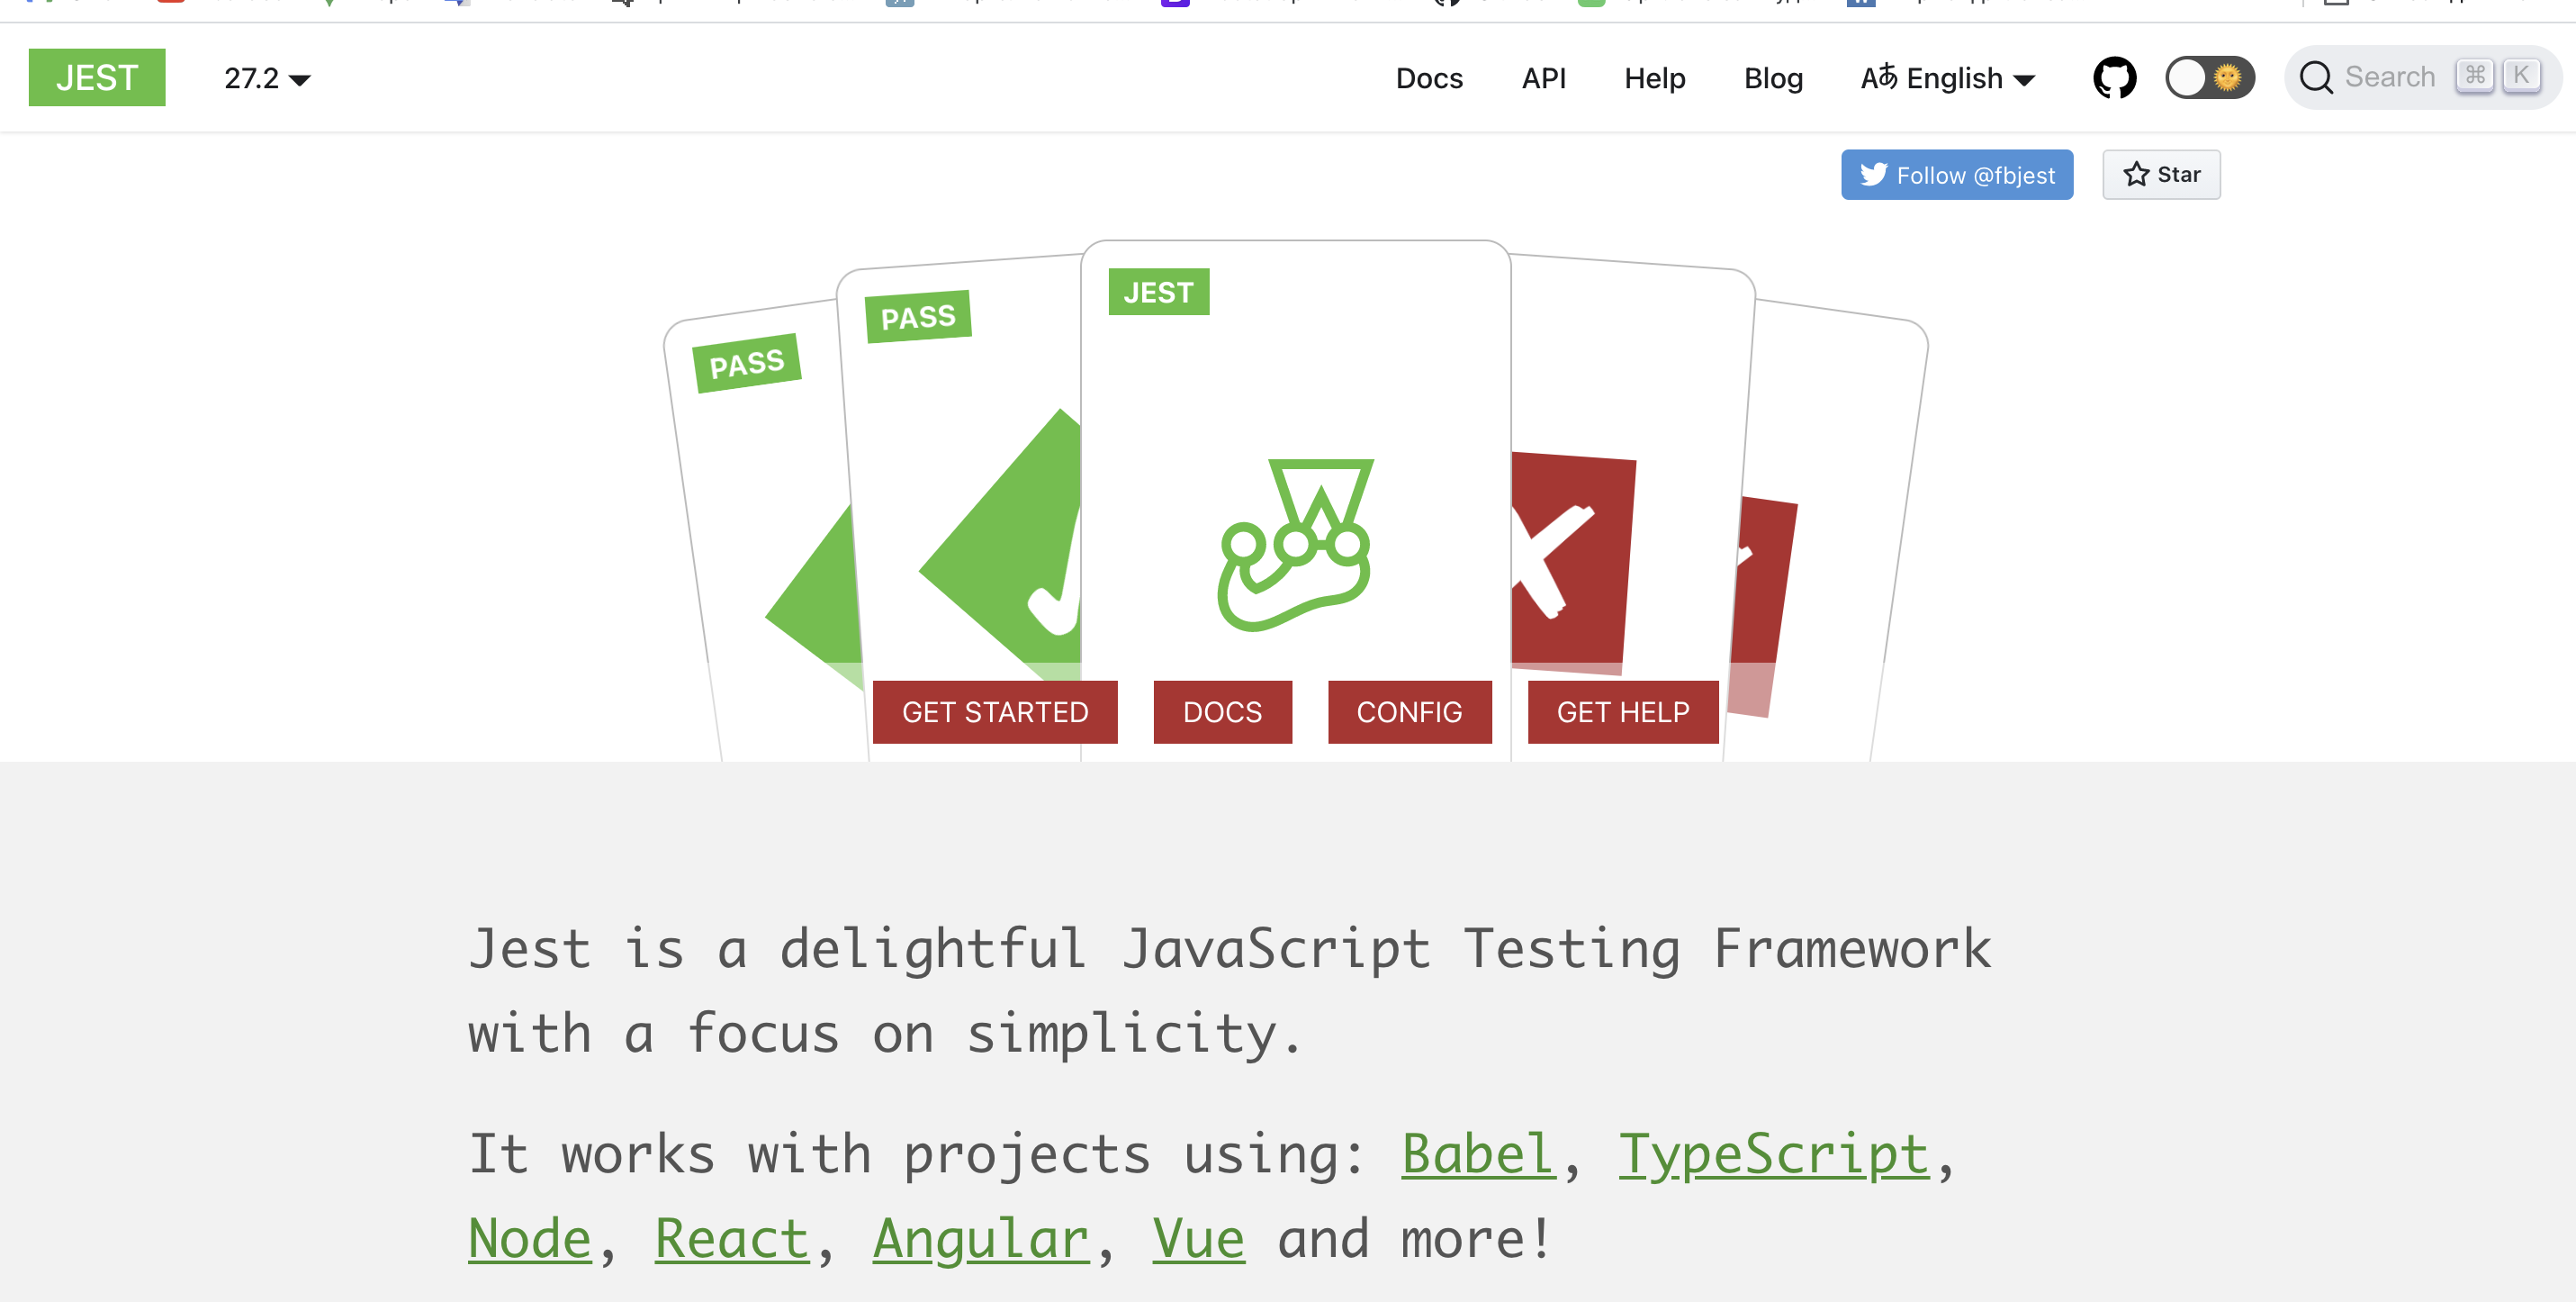 JEST 27.2 Docs API Help Blog Aあ English Search ⌘ K
Follow @fbjest Star
JEST
PASS
PASS
GET STARTED DOCS CONFIG GET HELP
Jest is a delightful JavaScript Testing Framework
with a focus on simplicity.
It works with projects using: Babel, TypeScript,
Node, React, Angular, Vue and more!